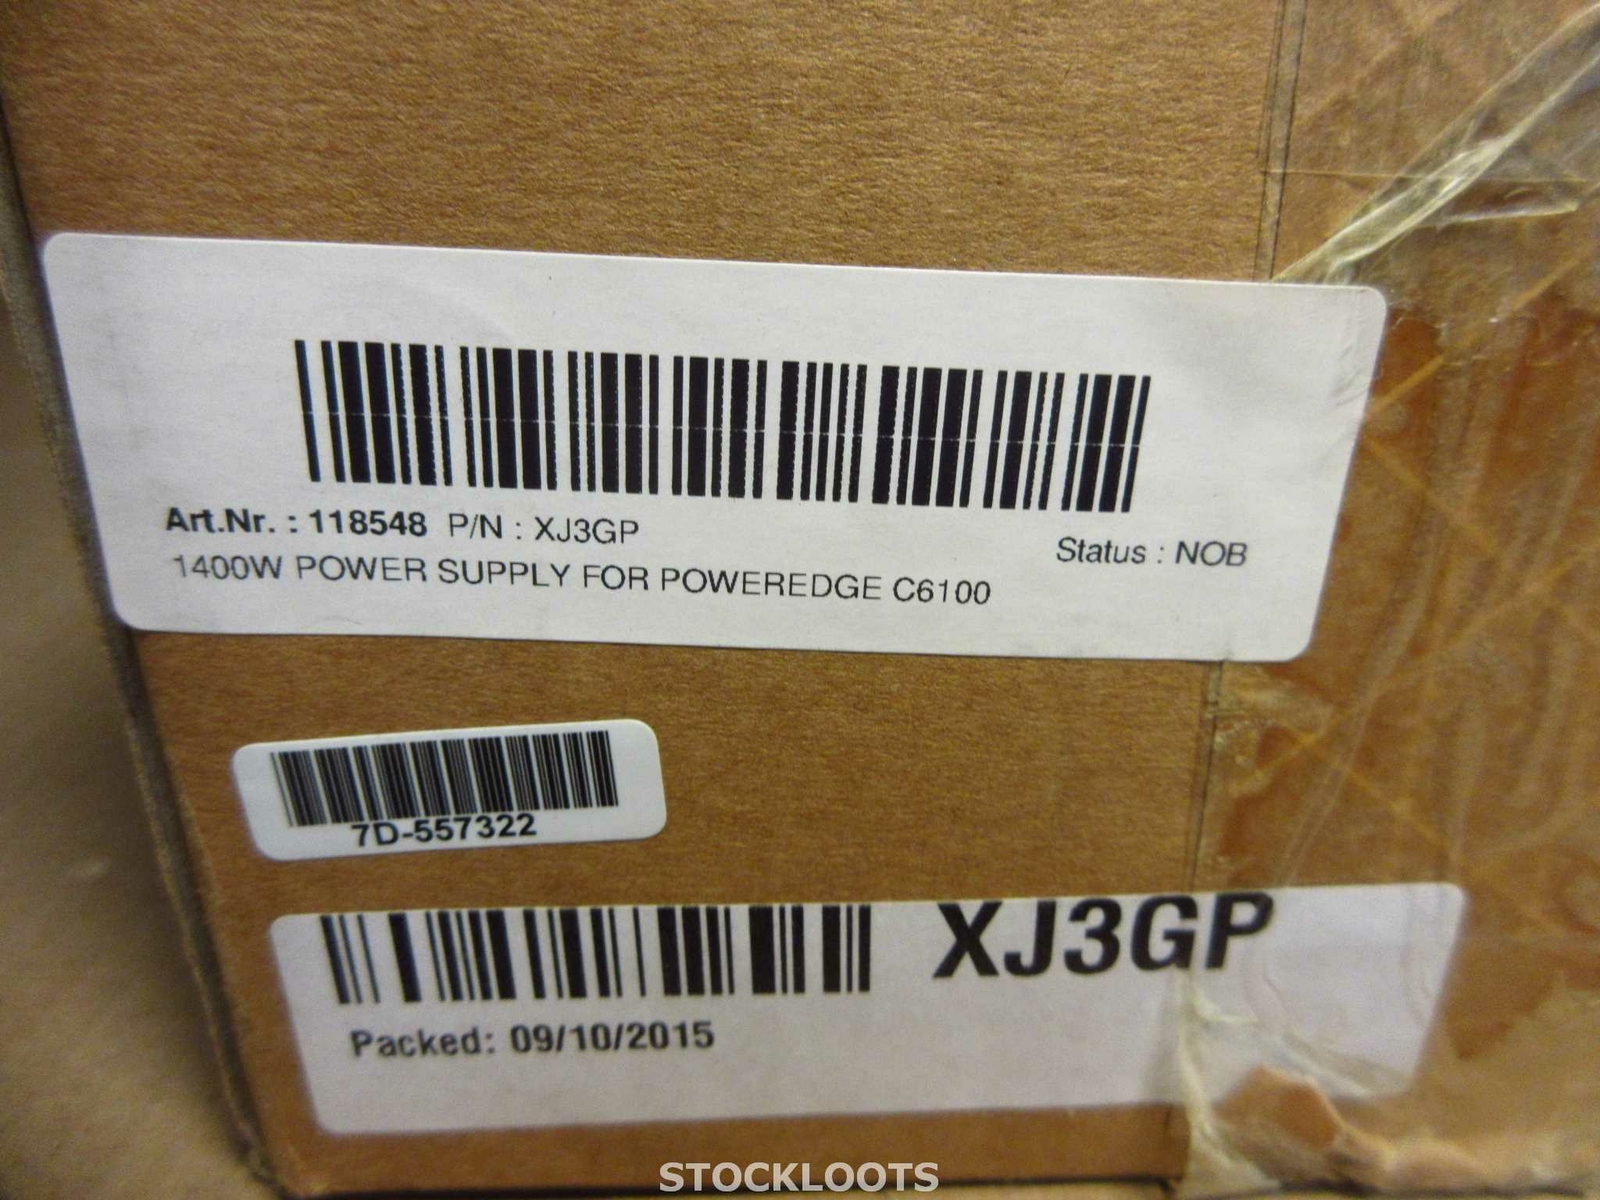 Art.Nr. : 118548 P/N : XJ3GP
Status : NOB
1400W POWER SUPPLY FOR POWEREDGE C6100
7D-557322
XJ3GP
Packed: 09/10/2015
STOCKLOOTS